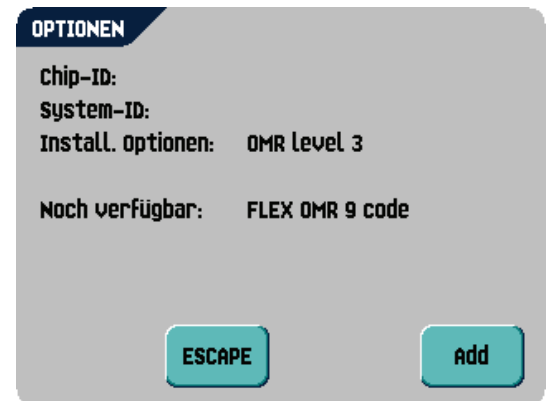 OPTIONEN
Chip-ID:
System-ID:
Install. Optionen: OMR level 3
Noch verfügbar: FLEX OMR 9 code
ESCAPE Add